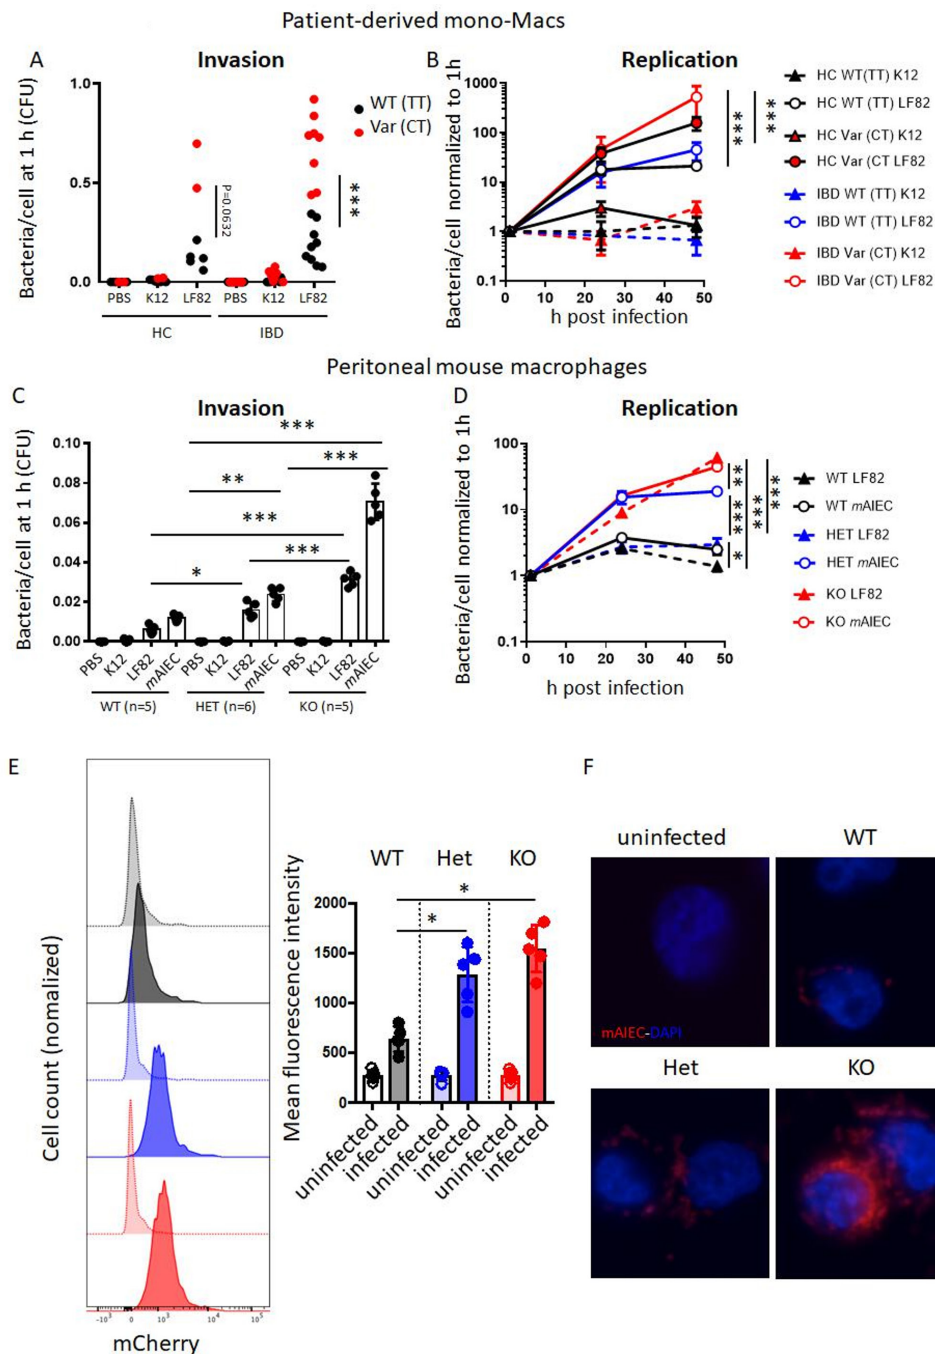 Patient-derived mono-Macs
A
Invasion
Bacteria/cell at 1 h (CFU)
1.0
0.5
0.0
WT (TT)
Var (CT)
P=0.0632
***
PBS K12 LF82 PBS K12 LF82
HC IBD
B
Replication
Bacteria/cell normalized to 1h
1000
100
10
1
0.1
0 10 20 30 40 50
h post infection
*** ***
HC WT(TT) K12
HC WT (TT) LF82
HC Var (CT) K12
HC Var (CT LF82
IBD WT (TT) K12
IBD WT (TT) LF82
IBD Var (CT) K12
IBD Var (CT) LF82
Peritoneal mouse macrophages
C
Invasion
Bacteria/cell at 1 h (CFU)
0.10
0.08
0.06
0.04
0.02
0.00
***
***
**
***
***
*
PBS K12 LF82 mAIEC PBS K12 LF82 mAIEC PBS K12 LF82 mAIEC
WT (n=5) HET (n=6) KO (n=5)
D
Replication
Bacteria/cell normalized to 1h
100
10
1
0.1
0 10 20 30 40 50
h post infection
** *** * *** ***
WT LF82
WT mAIEC
HET LF82
HET mAIEC
KO LF82
KO mAIEC
E
Cell count (nomalized)
-10³ 0 10³ 10⁴ 10⁵
mCherry
WT Het KO
Mean fluorescence intensity
2000
1500
1000
500
0
*
*
uninfected infected uninfected infected uninfected infected
F
uninfected WT
mAIEC-DAPI
Het KO